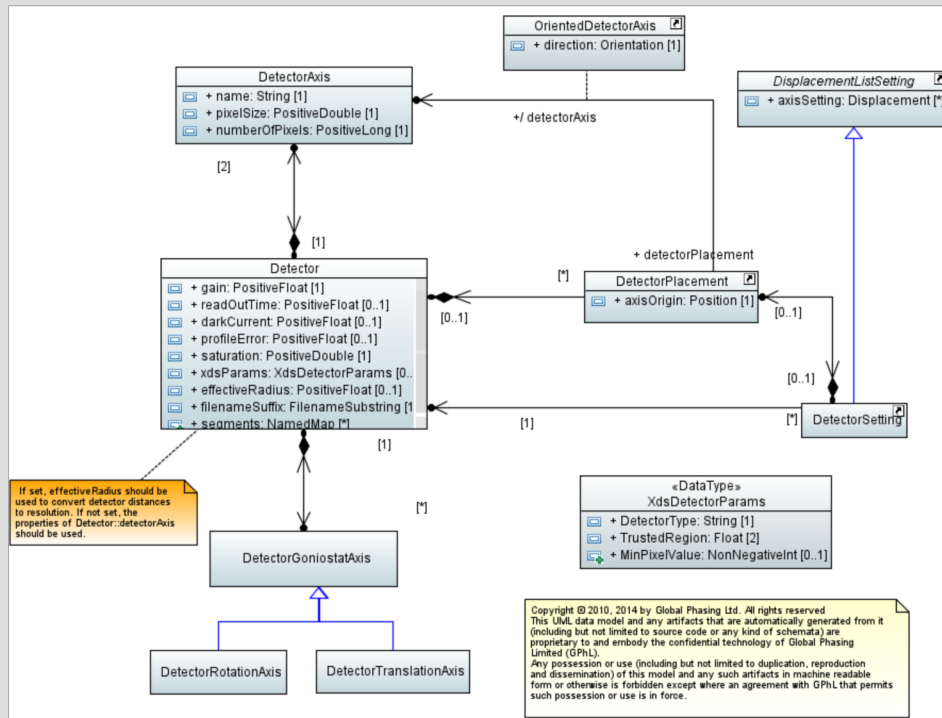 OrientedDetectorAxis
+ direction: Orientation [1]
DetectorAxis
+ name: String [1]
+ pixelSize: PositiveDouble [1]
+ numberOfPixels: PositiveLong [1]
DisplacementListSetting
+ axisSetting: Displacement [*]
+/ detectorAxis
[2]
[1]
+ detectorPlacement
Detector
+ gain: PositiveFloat [1]
+ readOutTime: PositiveFloat [0..1]
+ darkCurrent: PositiveFloat [0..1]
+ profileError: PositiveFloat [0..1]
+ saturation: PositiveDouble [1]
+ xdsParams: XdsDetectorParams [0..
+ effectiveRadius: PositiveFloat [0..1]
+ filenameSuffix: FilenameSubstring [1
+ segments: NamedMap [*]
[*]
[0..1]
DetectorPlacement
+ axisOrigin: Position [1]
[0..1]
[0..1]
[1]
[*]
DetectorSetting
[1]
[*]
If set, effectiveRadius should be
used to convert detector distances
to resolution. If not set, the
properties of Detector::detectorAxis
should be used.
«DataType»
XdsDetectorParams
+ DetectorType: String [1]
+ TrustedRegion: Float [2]
+ MinPixelValue: NonNegativeInt [0..1]
DetectorGoniostatAxis
DetectorRotationAxis
DetectorTranslationAxis
Copyright © 2010, 2014 by Global Phasing Ltd. All rights reserved
This UML data model and any artifacts that are automatically generated from it
(including but not limited to source code or any kind of schemata) are
proprietary to and embody the confidential technology of Global Phasing
Limited (GPhL).
Any possession or use (including but not limited to duplication, reproduction
and dissemination) of this model and any such artifacts in machine readable
form or otherwise is forbidden except where an agreement with GPhL that permits
such possession or use is in force.